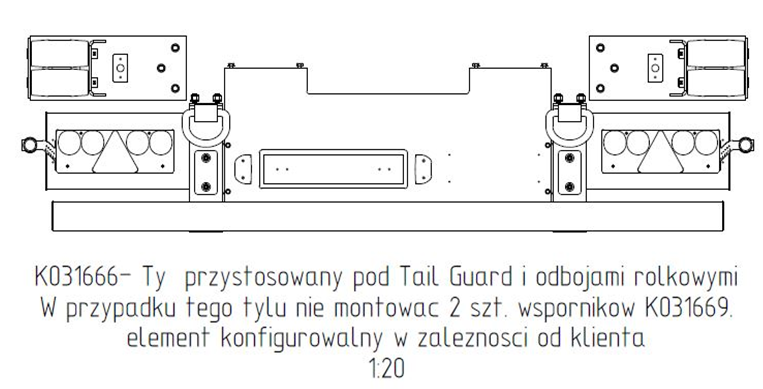 K031666- Ty przystosowany pod Tail Guard i odbojami rolkowymi
W przypadku tego tylu nie montowac 2 szt. wspornikow K031669.
element konfigurowalny w zaleznosci od klienta
1:20